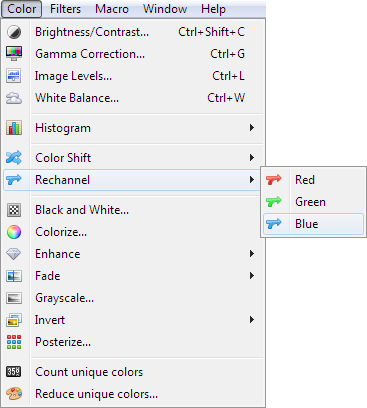 Color Filters Macro Window Help
Brightness/Contrast... Ctrl+Shift+C
Gamma Correction... Ctrl+G
Image Levels... Ctrl+L
White Balance... Ctrl+W
Histogram
Color Shift
Rechannel
Red
Green
Blue
Black and White...
Colorize...
Enhance
Fade
Grayscale...
Invert
Posterize...
359 Count unique colors
Reduce unique colors...